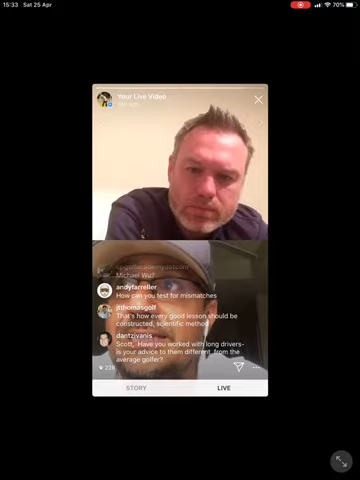 15:33 Sat 25 Apr
70%
Your Live Video
andyfarreller
How can you test for mismatches
jtthomasgolf
That's how every good lesson should be
constructed, scientific method
dantzivanis
Scott, Have you worked with long drivers-
is your advice to them different from the
average golfer?
STORY LIVE